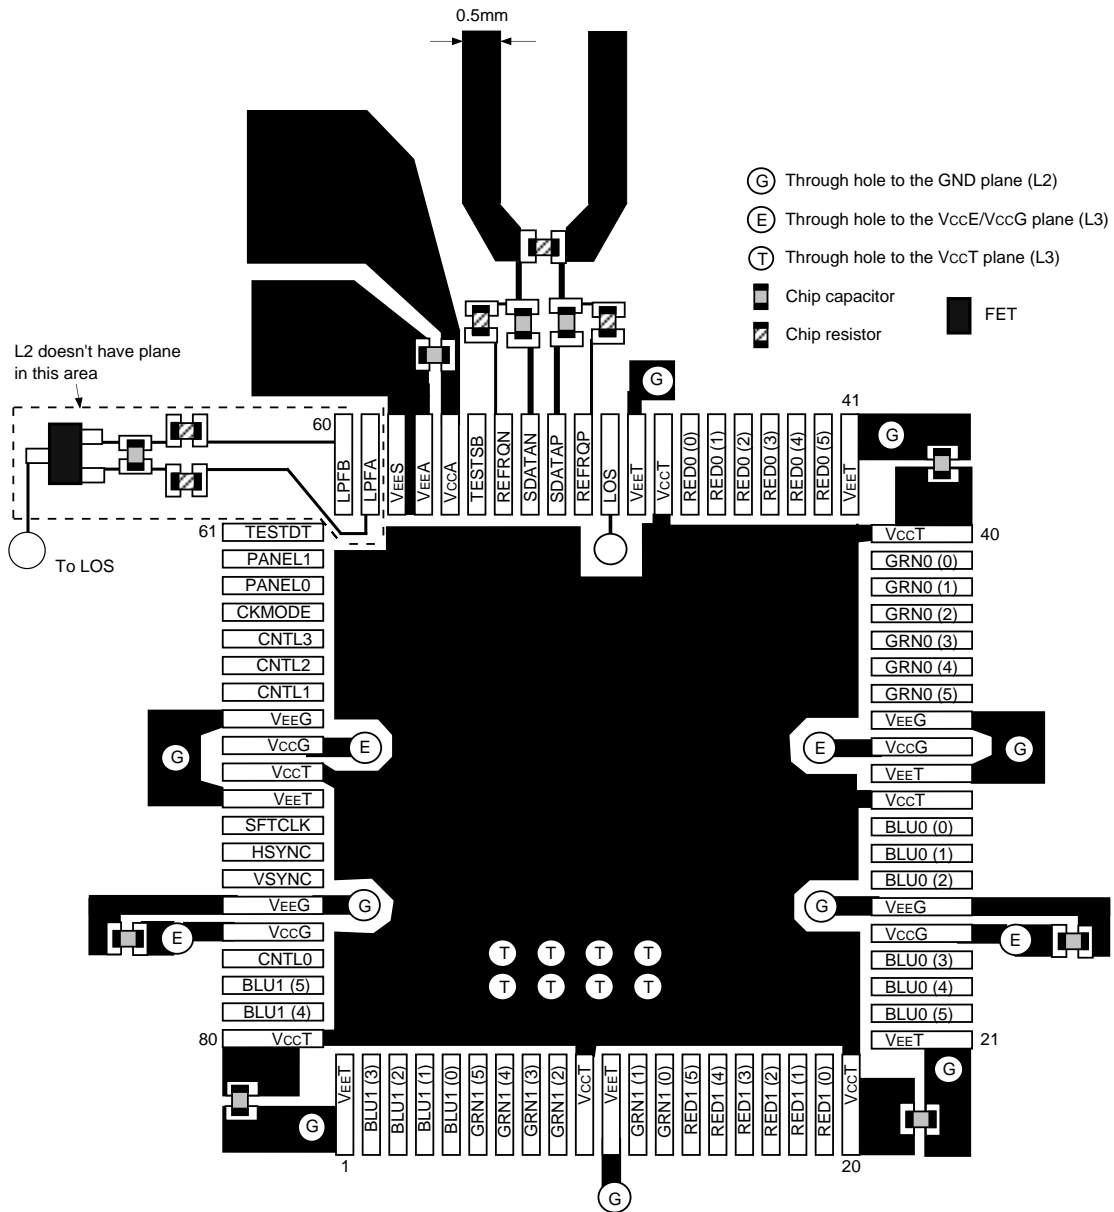 0.5mm
G Through hole to the GND plane (L2)
E Through hole to the VccE/VccG plane (L3)
T Through hole to the VccT plane (L3)
Chip capacitor
Chip resistor
FET
L2 doesn't have plane
in this area
G
41
60
LPFB
LPFA
VEES
VEEA
VccA
TESTSB
REFRQN
SDATAN
SDATAP
REFRQP
LOS
VEET
VccT
RED0 (0)
RED0 (1)
RED0 (2)
RED0 (3)
RED0 (4)
RED0 (5)
VEET
G
To LOS
61
TESTDT
PANEL1
PANEL0
CKMODE
CNTL3
CNTL2
CNTL1
VEEG
VccG
VccT
VEET
SFTCLK
HSYNC
VSYNC
VEEG
VccG
CNTL0
BLU1 (5)
BLU1 (4)
80
VccT
G
E
G
E
E
G
T T T T
T T T T
VccT
40
GRN0 (0)
GRN0 (1)
GRN0 (2)
GRN0 (3)
GRN0 (4)
GRN0 (5)
VEEG
VccG
VEET
VccT
BLU0 (0)
BLU0 (1)
BLU0 (2)
VEEG
VccG
BLU0 (3)
BLU0 (4)
BLU0 (5)
VEET
21
G
E
G
G
VEET
BLU1 (3)
BLU1 (2)
BLU1 (1)
BLU1 (0)
GRN1 (5)
GRN1 (4)
GRN1 (3)
GRN1 (2)
VccT
VEET
GRN1 (1)
GRN1 (0)
RED1 (5)
RED1 (4)
RED1 (3)
RED1 (2)
RED1 (1)
RED1 (0)
VccT
1
20
G